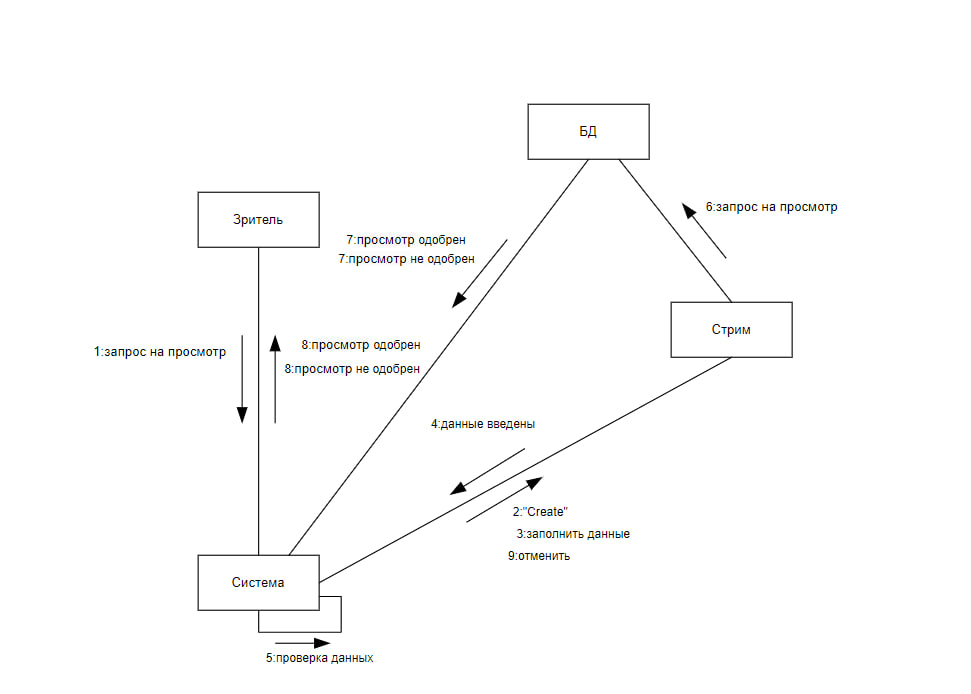 БД
Зритель
6:запрос на просмотр
7:просмотр одобрен
7:просмотр не одобрен
Стрим
1:запрос на просмотр
8:просмотр одобрен
8:просмотр не одобрен
4:данные введены
2:"Create"
3:заполнить данные
9:отменить
Система
5:проверка данных